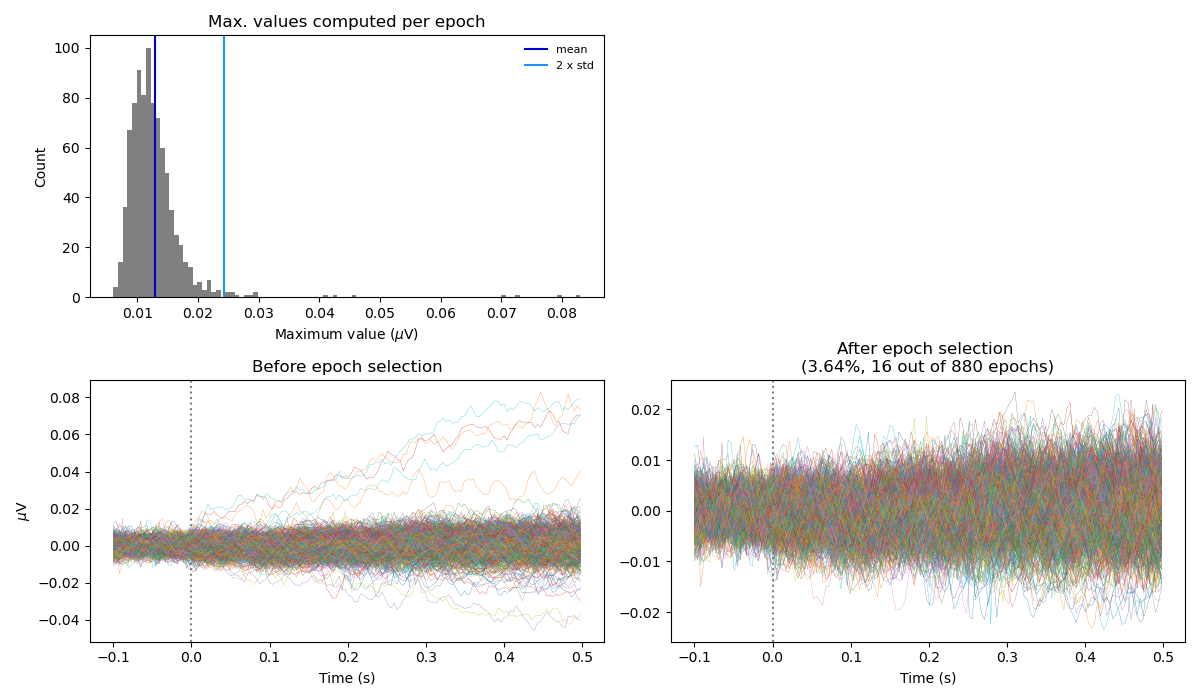 Max. values computed per epoch
mean
2 x std
100
80
60
40
20
0
Count
0.01 0.02 0.03 0.04 0.05 0.06 0.07 0.08
Maximum value (μV)
Before epoch selection
0.08
0.06
0.04
0.02
0.00
−0.02
−0.04
μV
−0.1 0.0 0.1 0.2 0.3 0.4 0.5
Time (s)
After epoch selection
(3.64%, 16 out of 880 epochs)
0.02
0.01
0.00
−0.01
−0.02
−0.1 0.0 0.1 0.2 0.3 0.4 0.5
Time (s)